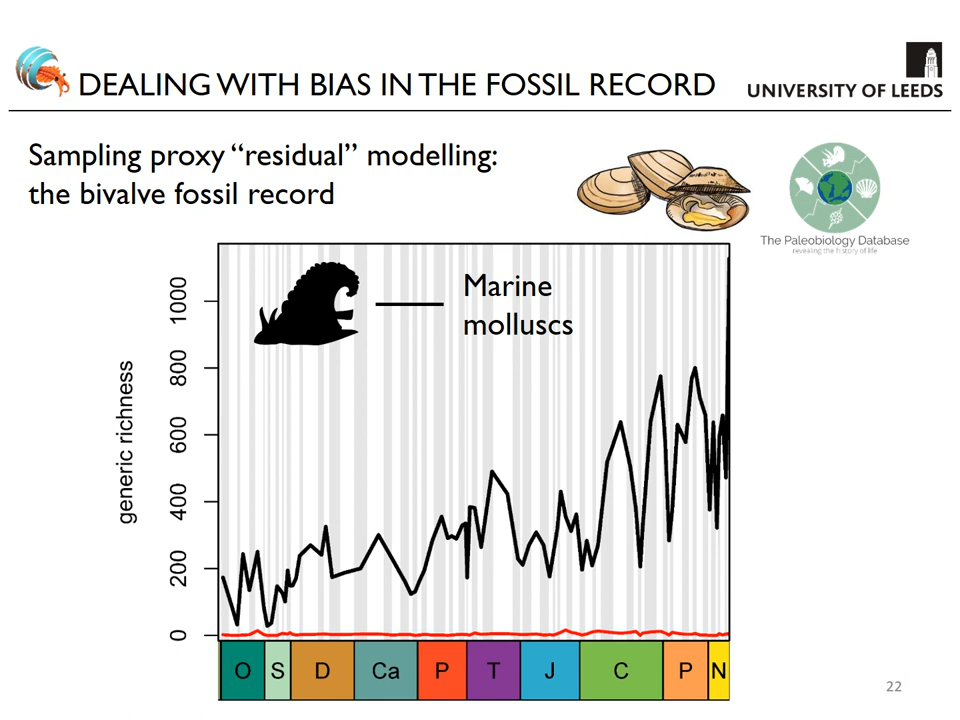 DEALING WITH BIAS IN THE FOSSIL RECORD
UNIVERSITY OF LEEDS
Sampling proxy “residual” modelling:
the bivalve fossil record
The Paleobiology Database
revealing the history of life
Marine
molluscs
generic richness
1000
800
600
400
200
0
O S D Ca P T J C P N
22